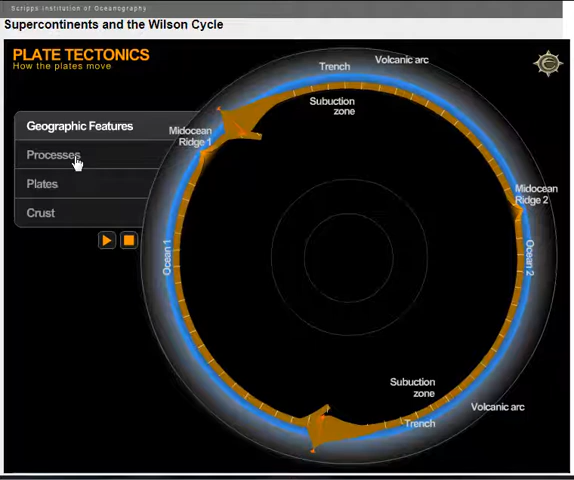 Scripps Institution of Oceanography
Supercontinents and the Wilson Cycle
PLATE TECTONICS
How the plates move
Geographic Features
Processes
Plates
Crust
Trench
Volcanic arc
Subuction
zone
Midocean
Ridge 1
Midocean
Ridge 2
Ocean 1
Ocean 2
Subuction
zone
Volcanic arc
Trench